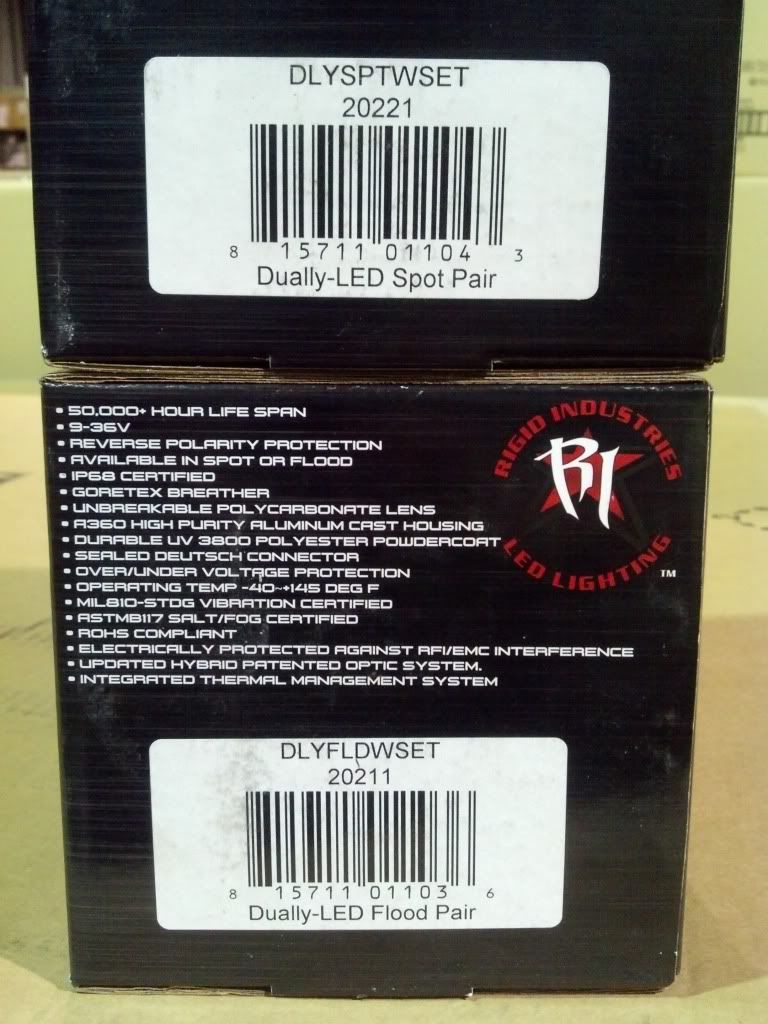 DLYSPTWSET
20221
8 15711 01104 3
Dually-LED Spot Pair
• 50,000+ HOUR LIFE SPAN
• 9-36V
• REVERSE POLARITY PROTECTION
• AVAILABLE IN SPOT OR FLOOD
• IP68 CERTIFIED
• GORETEX BREATHER
• UNBREAKABLE POLYCARBONATE LENS
• A360 HIGH PURITY ALUMINUM CAST HOUSING
• DURABLE UV 3800 POLYESTER POWDERCOAT
• SEALED DEUTSCH CONNECTOR
• OVER/UNDER VOLTAGE PROTECTION
• OPERATING TEMP -40~+145 DEG F
• MIL810-STDG VIBRATION CERTIFIED
• ASTMB117 SALT/FOG CERTIFIED
• ROHS COMPLIANT
• ELECTRICALLY PROTECTED AGAINST RFI/EMC INTERFERENCE
• UPDATED HYBRID PATENTED OPTIC SYSTEM.
• INTEGRATED THERMAL MANAGEMENT SYSTEM
RIGID INDUSTRIES
RI
LED LIGHTING
TM
DLYFLDWSET
20211
8 15711 01103 6
Dually-LED Flood Pair